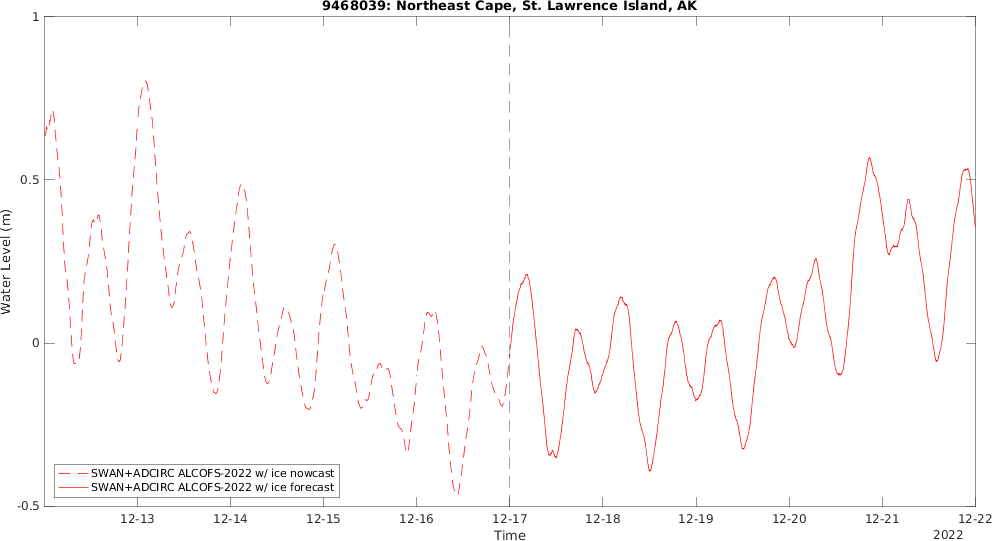 9468039: Northeast Cape, St. Lawrence Island, AK
1
0.5
0
-0.5
Water Level (m)
SWAN+ADCIRC ALCOFS-2022 w/ ice nowcast
SWAN+ADCIRC ALCOFS-2022 w/ ice forecast
12-13 12-14 12-15 12-16 12-17 12-18 12-19 12-20 12-21 12-22
Time
2022